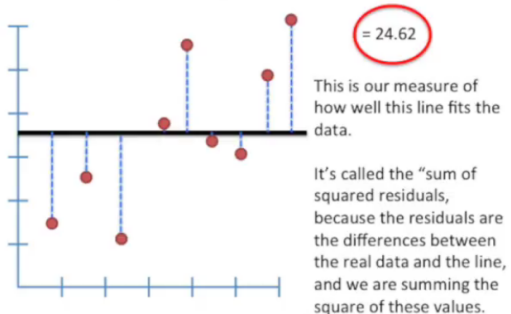 = 24.62
This is our measure of
how well this line fits the
data.
It’s called the “sum of
squared residuals,
because the residuals are
the differences between
the real data and the line,
and we are summing the
square of these values.